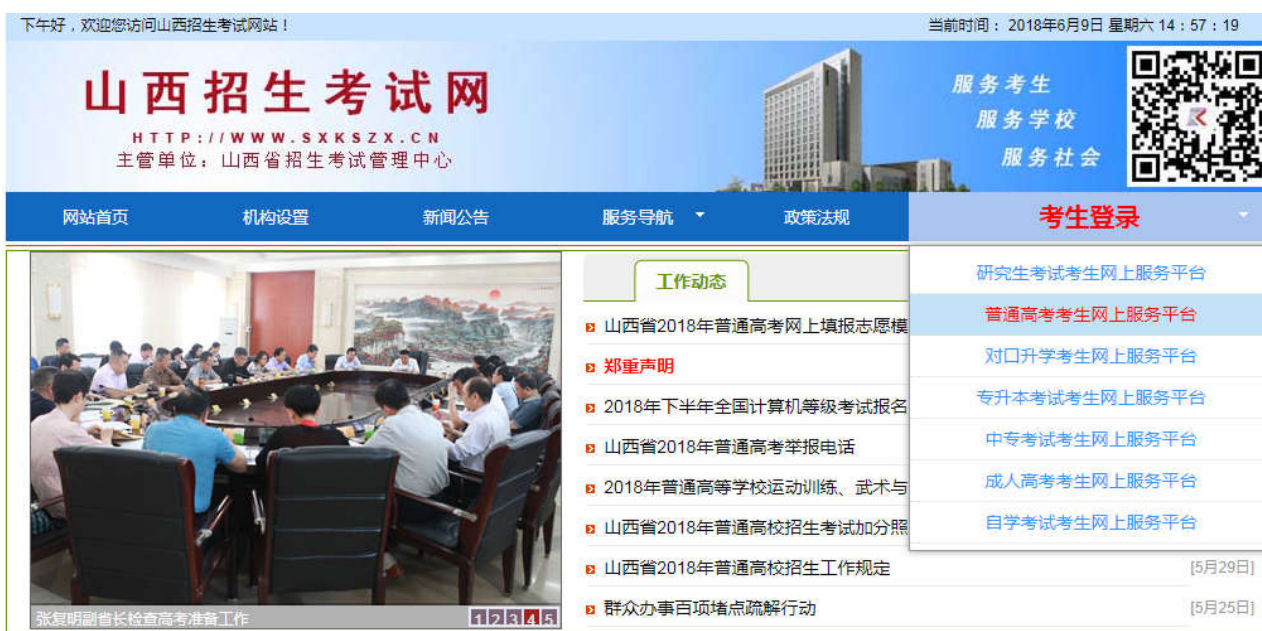 下午好，欢迎您访问山西招生考试网站！
当前时间： 2018年6月9日 星期六 14：57：19
山西招生考试网
HTTP://WWW.SXKSZX.CN
主管单位：山西省招生考试管理中心
服务考生
服务学校
服务社会
网站首页 机构设置 新闻公告 服务导航 政策法规 考生登录
研究生考试考生网上服务平台
普通高考考生网上服务平台
对口升学考生网上服务平台
专升本考试考生网上服务平台
中专考试考生网上服务平台
成人高考考生网上服务平台
自学考试考生网上服务平台
工作动态
山西省2018年普通高考网上填报志愿模
郑重声明
2018年下半年全国计算机等级考试报名
山西省2018年普通高考举报电话
2018年普通高等学校运动训练、武术与
山西省2018年普通高校招生考试加分照
山西省2018年普通高校招生工作规定 [5月29日]
群众办事百项堵点疏解行动 [5月25日]
张复明副省长检查高考准备工作 1 2 3 4 5